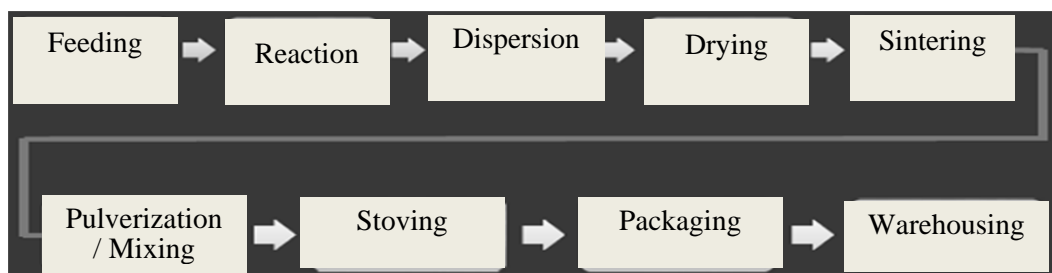 Feeding
Reaction
Dispersion
Drying
Sintering
Pulverization
/ Mixing
Stoving
Packaging
Warehousing